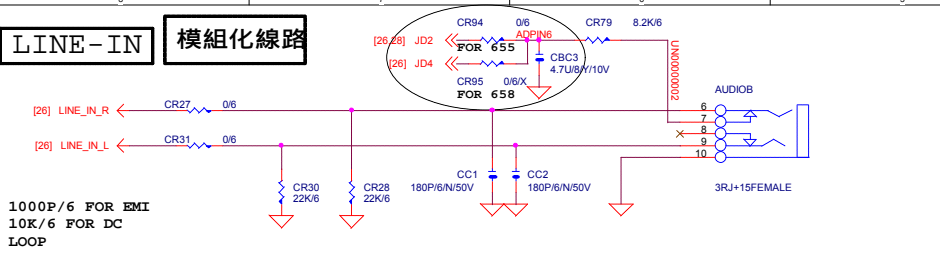 LINE-IN
模組化線路
CR94 0/6 CR79 8.2K/6
[26,28] JD2 ADPIN6
FOR 655
[26] JD4
CBC3
4.7U/8/Y/10V
CR95 0/6/X
FOR 658
UN00000002
AUDIOB
[26] LINE_IN_R CR27 0/6
6
7
8
9
10
[26] LINE_IN_L CR31 0/6
CR30
22K/6
CR28
22K/6
CC1
180P/6/N/50V
CC2
180P/6/N/50V
3RJ+15FEMALE
1000P/6 FOR EMI
10K/6 FOR DC
LOOP